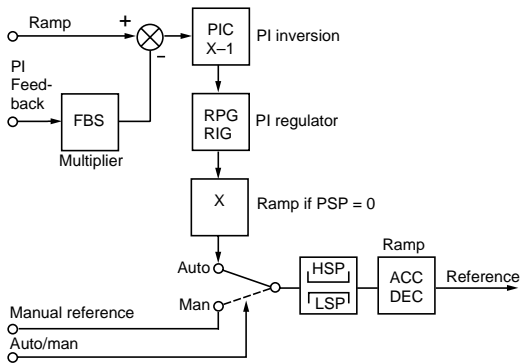 Ramp
+
–
PIC
X–1
PI inversion
PI
Feed-
back
FBS
Multiplier
RPG
RIG
PI regulator
X
Ramp if PSP = 0
Auto
Man
HSP
LSP
Ramp
ACC
DEC
Reference
Manual reference
Auto/man